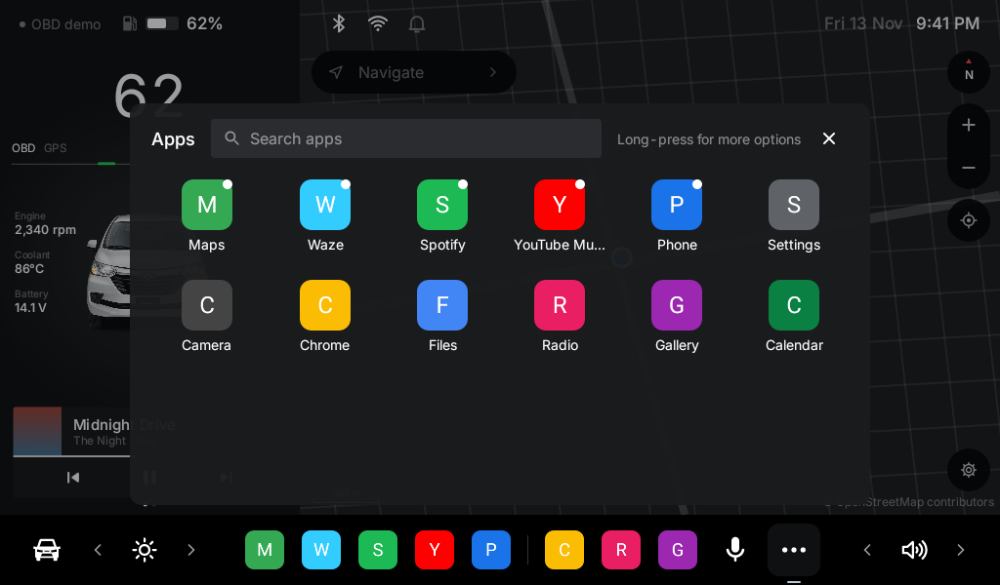 OBD demo
62%
Fri 13 Nov
9:41 PM
62
Navigate
N
OBD GPS
Apps
Search apps
Long-press for more options
M
W
S
Y
P
S
Maps
Waze
Spotify
YouTube Mu...
Phone
Settings
Engine
2,340 rpm
Coolant
86°C
Battery
14.1 V
C
C
F
R
G
C
Camera
Chrome
Files
Radio
Gallery
Calendar
Midnight Drive
The Night
OpenStreetMap contributors
M
W
S
Y
P
C
R
G